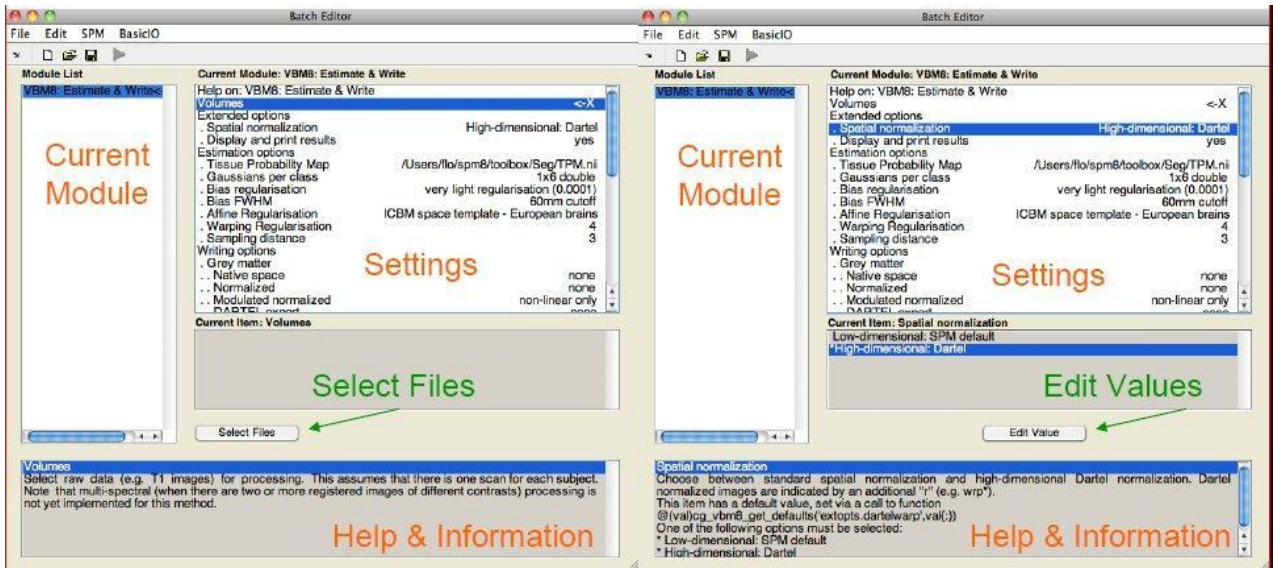 Batch Editor
File Edit SPM BasicIO
Module List
VBM8: Estimate & Write<
Current Module
Current Module: VBM8: Estimate & Write
Help on: VBM8: Estimate & Write
Volumes <-X
Extended options
. Spatial normalization High-dimensional: Dartel
. Display and print results yes
Estimation options
. Tissue Probability Map /Users/flo/spm8/toolbox/Seg/TPM.nii
. Gaussians per class 1x6 double
. Bias regularisation very light regularisation (0.0001)
. Bias FWHM 60mm cutoff
. Affine Regularisation ICBM space template - European brains
. Warping Regularisation 4
. Sampling distance 3
Writing options
. Grey matter
. . Native space none
. . Normalized none
. . Modulated normalized non-linear only
Settings
Current Item: Volumes
Select Files
Select Files
Volumes
Select raw data (e.g. T1 images) for processing. This assumes that there is one scan for each subject.
Note that multi-spectral (when there are two or more registered images of different contrasts) processing is
not yet implemented for this method.
Help & Information
Batch Editor
File Edit SPM BasicIO
Module List
VBM8: Estimate & Write<
Current Module
Current Module: VBM8: Estimate & Write
Help on: VBM8: Estimate & Write
Volumes <-X
Extended options
. Spatial normalization High-dimensional: Dartel
. Display and print results yes
Estimation options
. Tissue Probability Map /Users/flo/spm8/toolbox/Seg/TPM.nii
. Gaussians per class 1x6 double
. Bias regularisation very light regularisation (0.0001)
. Bias FWHM 60mm cutoff
. Affine Regularisation ICBM space template - European brains
. Warping Regularisation 4
. Sampling distance 3
Writing options
. Grey matter
. . Native space none
. . Normalized none
. . Modulated normalized non-linear only
Settings
Current Item: Spatial normalization
Low-dimensional: SPM default
*High-dimensional: Dartel
Edit Values
Edit Value
Spatial normalization
Choose between standard spatial normalization and high-dimensional Dartel normalization. Dartel
normalized images are indicated by an additional "r" (e.g. wrp*).
This item has a default value, set via a call to function
@(val)cg_vbm8_get_defaults('extopts.dartelwarp',val{:})
One of the following options must be selected:
* Low-dimensional: SPM default
* High-dimensional: Dartel
Help & Information